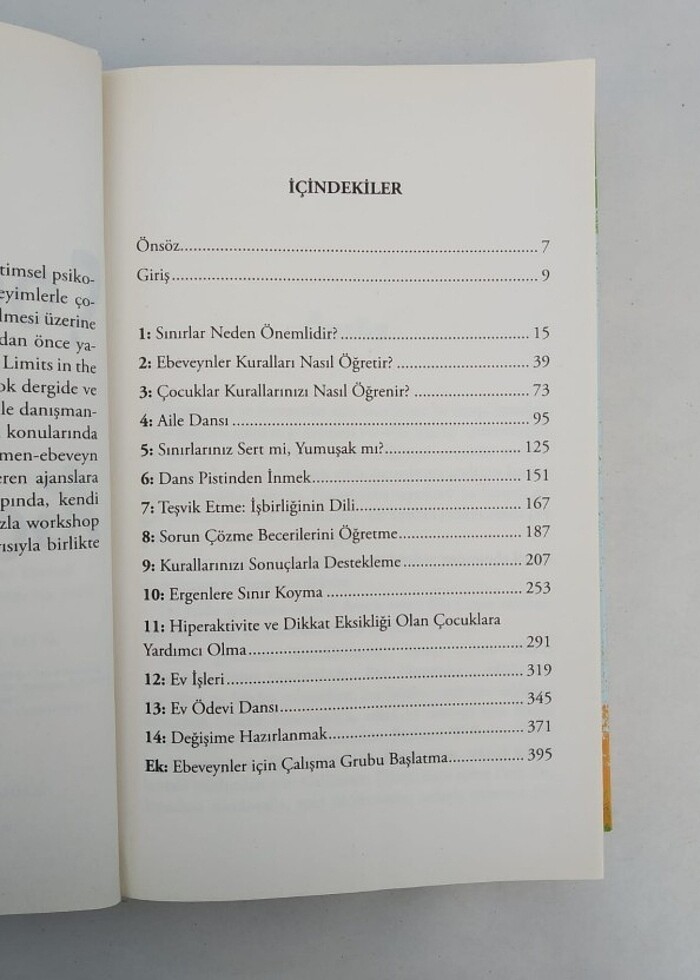 timsel psiko-
eyimlerle ço-
lmesi üzerine
dan önce ya-
Limits in the
ok dergide ve
le danışman-
konularında
men-ebeveyn
eren ajanslara
pında, kendi
zla workshop
ısıyla birlikte
İÇİNDEKİLER
Önsöz.......... 7
Giriş.......... 9
1: Sınırlar Neden Önemlidir? .......... 15
2: Ebeveynler Kuralları Nasıl Öğretir? .......... 39
3: Çocuklar Kurallarınızı Nasıl Öğrenir? .......... 73
4: Aile Dansı .......... 95
5: Sınırlarınız Sert mi, Yumuşak mı?.......... 125
6: Dans Pistinden İnmek.......... 151
7: Teşvik Etme: İşbirliğinin Dili.......... 167
8: Sorun Çözme Becerilerini Öğretme.......... 187
9: Kurallarınızı Sonuçlarla Destekleme .......... 207
10: Ergenlere Sınır Koyma .......... 253
11: Hiperaktivite ve Dikkat Eksikliği Olan Çocuklara
Yardımcı Olma.......... 291
12: Ev İşleri.......... 319
13: Ev Ödevi Dansı.......... 345
14: Değişime Hazırlanmak.......... 371
Ek: Ebeveynler için Çalışma Grubu Başlatma.......... 395